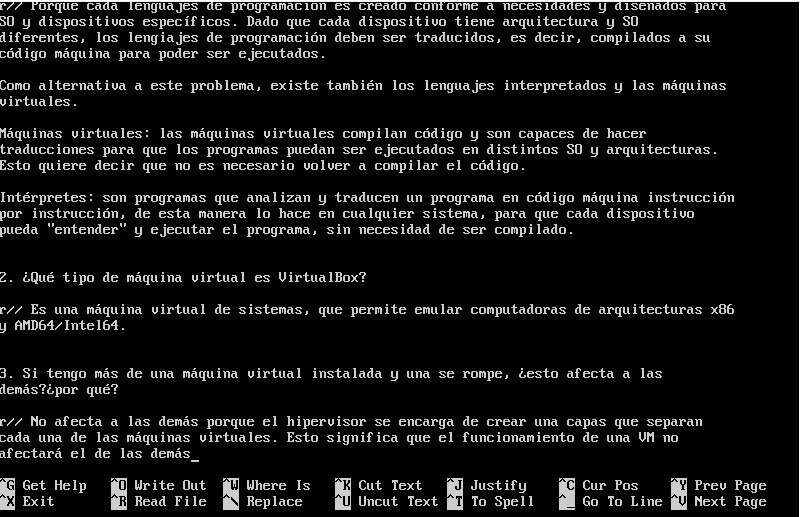 r// Porque cada lenguajes de programación es creado conforme a necesidades y diseñados para
SO y dispositivos específicos. Dado que cada dispositivo tiene arquitectura y SO
diferentes, los lengiajes de programación deben ser traducidos, es decir, compilados a su
código máquina para poder ser ejecutados.
Como alternativa a este problema, existe también los lenguajes interpretados y las máquinas
virtuales.
Máquinas virtuales: las máquinas virtuales compilan código y son capaces de hacer
traducciones para que los programas puedan ser ejecutados en distintos SO y arquitecturas.
Esto quiere decir que no es necesario volver a compilar el código.
Intérpretes: son programas que analizan y traducen un programa en código máquina instrucción
por instrucción, de esta manera lo hace en cualquier sistema, para que cada dispositivo
pueda "entender" y ejecutar el programa, sin necesidad de ser compilado.
2. ¿Qué tipo de máquina virtual es VirtualBox?
r// Es una máquina virtual de sistemas, que permite emular computadoras de arquitecturas x86
y AMD64/Intel64.
3. Si tengo más de una máquina virtual instalada y una se rompe, ¿esto afecta a las
demás?¿por qué?
r// No afecta a las demás porque el hipervisor se encarga de crear una capas que separan
cada una de las máquinas virtuales. Esto significa que el funcionamiento de una VM no
afectará el de las demás_
^G Get Help ^O Write Out ^W Where Is ^K Cut Text ^J Justify ^C Cur Pos ^Y Prev Page
^X Exit ^R Read File ^\ Replace ^U Uncut Text ^T To Spell ^_ Go To Line ^V Next Page